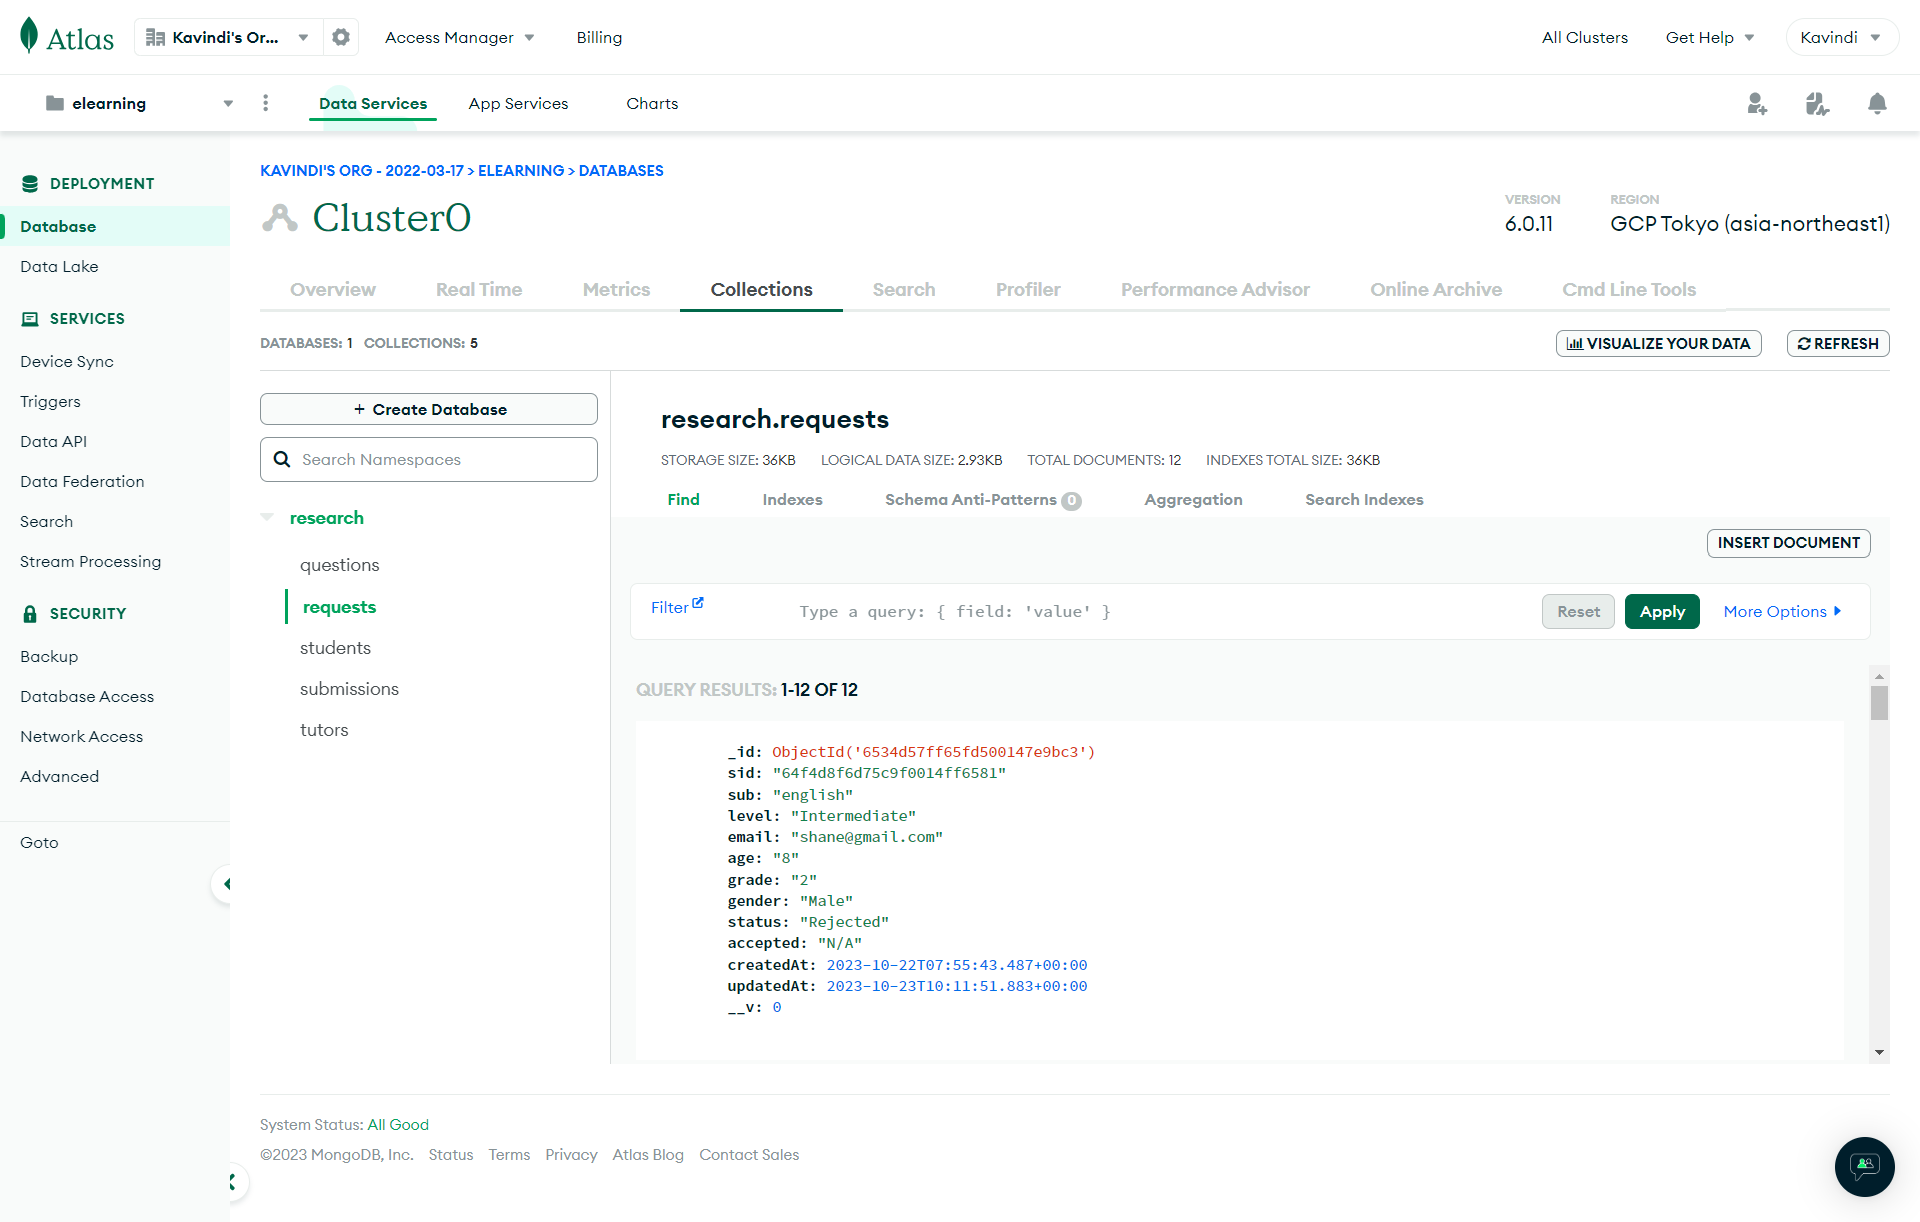 Atlas
Kavindi's Or...
Access Manager
Billing
All Clusters
Get Help
Kavindi
elearning
Data Services
App Services
Charts
DEPLOYMENT
Database
Data Lake
SERVICES
Device Sync
Triggers
Data API
Data Federation
Search
Stream Processing
SECURITY
Backup
Database Access
Network Access
Advanced
Goto
KAVINDI'S ORG - 2022-03-17 > ELEARNING > DATABASES
Cluster0
VERSION
6.0.11
REGION
GCP Tokyo (asia-northeast1)
Overview
Real Time
Metrics
Collections
Search
Profiler
Performance Advisor
Online Archive
Cmd Line Tools
DATABASES: 1 COLLECTIONS: 5
VISUALIZE YOUR DATA
REFRESH
+ Create Database
Search Namespaces
research
questions
requests
students
submissions
tutors
research.requests
STORAGE SIZE: 36KB LOGICAL DATA SIZE: 2.93KB TOTAL DOCUMENTS: 12 INDEXES TOTAL SIZE: 36KB
Find
Indexes
Schema Anti-Patterns 0
Aggregation
Search Indexes
INSERT DOCUMENT
Filter
Type a query: { field: 'value' }
Reset
Apply
More Options
QUERY RESULTS: 1-12 OF 12
_id: ObjectId('6534d57ff65fd500147e9bc3')
sid: "64f4d8f6d75c9f0014ff6581"
sub: "english"
level: "Intermediate"
email: "shane@gmail.com"
age: "8"
grade: "2"
gender: "Male"
status: "Rejected"
accepted: "N/A"
createdAt: 2023-10-22T07:55:43.487+00:00
updatedAt: 2023-10-23T10:11:51.883+00:00
__v: 0
System Status: All Good
©2023 MongoDB, Inc. Status Terms Privacy Atlas Blog Contact Sales